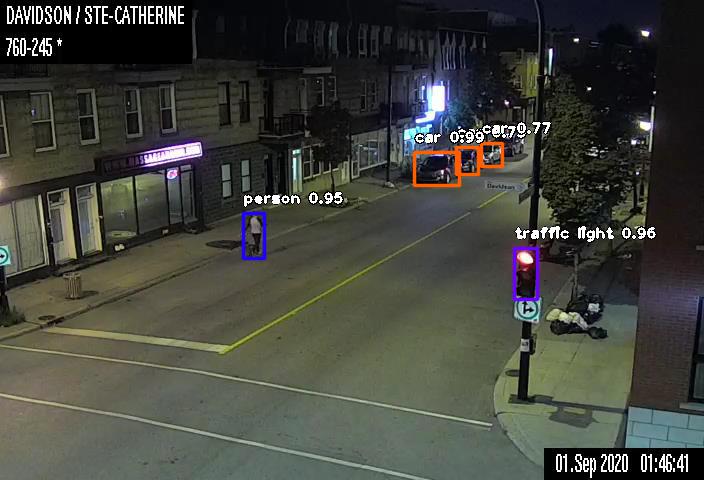 DAVIDSON / STE-CATHERINE
760-245 *
car 0.99
car 0.77
person 0.95
Davidson
traffic light 0.96
01.Sep 2020 01:46:41